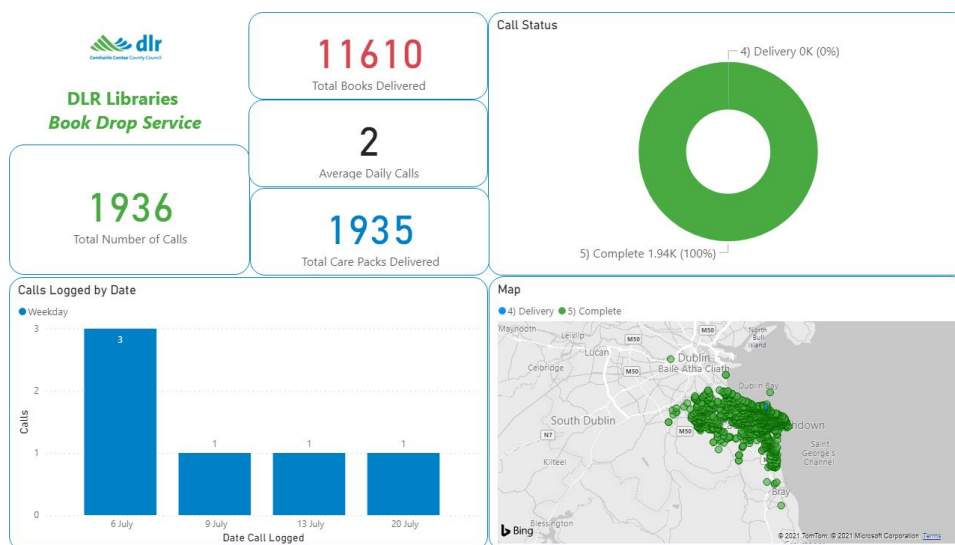 dlr
Comhairle Contae County Council
DLR Libraries
Book Drop Service
1936
Total Number of Calls
11610
Total Books Delivered
2
Average Daily Calls
1935
Total Care Packs Delivered
Call Status
4) Delivery 0K (0%)
5) Complete 1.94K (100%)
Calls Logged by Date
Weekday
3
2
1
0
Calls
3
1
1
1
6 July
9 July
13 July
20 July
Date Call Logged
Map
4) Delivery 5) Complete
Maynooth
Leixlip
Lucan
Celbridge
M50
M50
North
Bull
Island
Dublin
Baile Átha Cliath
M50
Dublin Bay
South Dublin
N7
M50
Kilteel
Saint
George's
Channel
Bray
Blessington
Bing
© 2021 TomTom, © 2021 Microsoft Corporation Terms